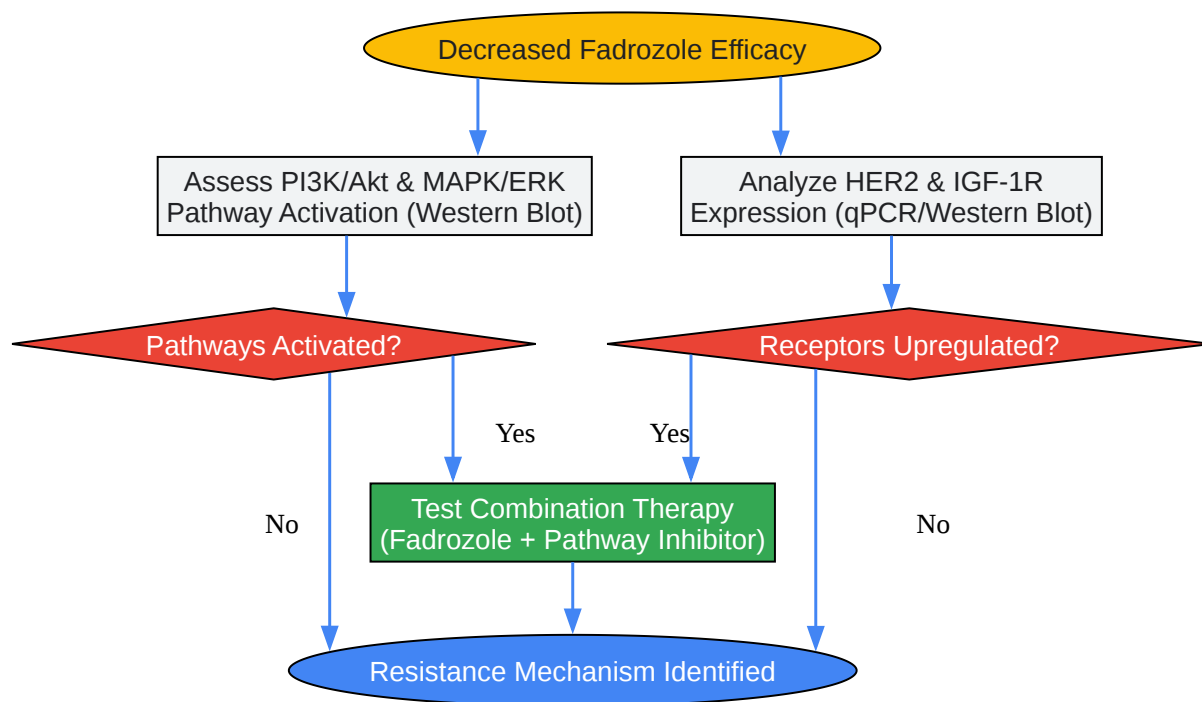 Decreased Fadrozole Efficacy
Assess PI3K/Akt & MAPK/ERK
Pathway Activation (Western Blot)
Analyze HER2 & IGF-1R
Expression (qPCR/Western Blot)
Pathways Activated?
Receptors Upregulated?
Yes
Yes
Test Combination Therapy
(Fadrozole + Pathway Inhibitor)
No
No
Resistance Mechanism Identified